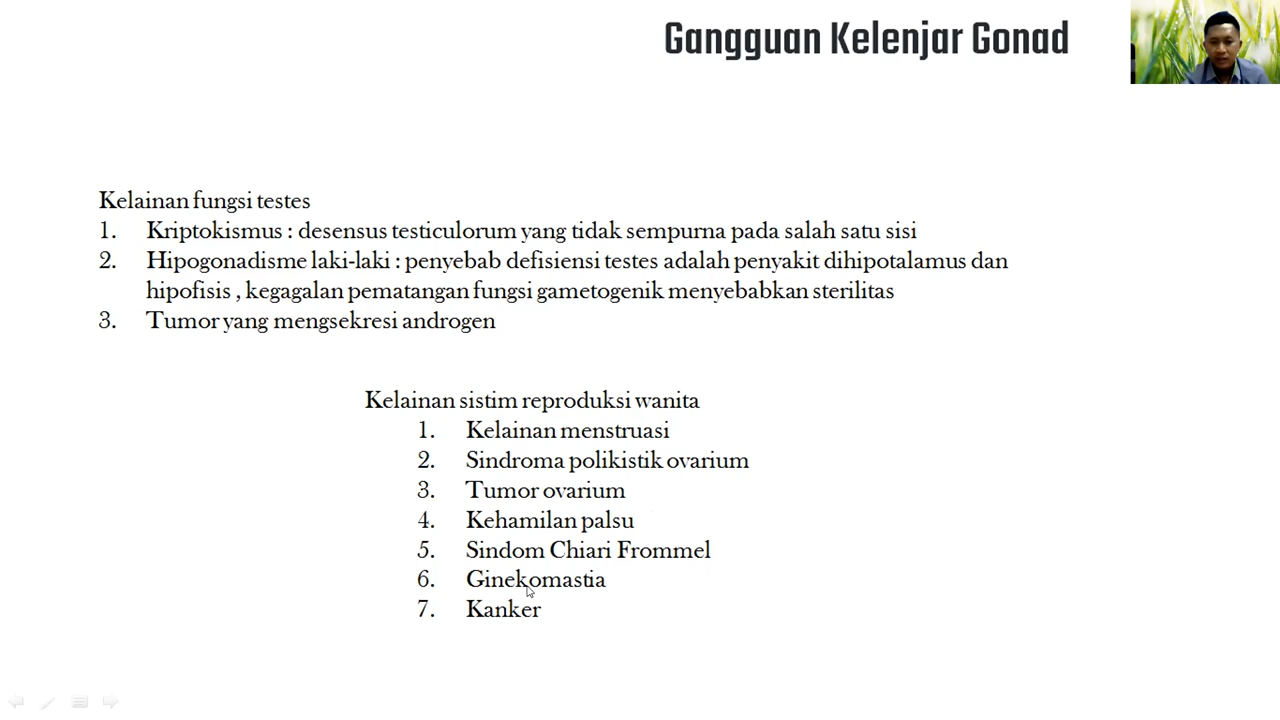 Gangguan Kelenjar Gonad
Kelainan fungsi testes
1. Kriptokismus : desensus testiculorum yang tidak sempurna pada salah satu sisi
2. Hipogonadisme laki-laki : penyebab defisiensi testes adalah penyakit dihipotalamus dan
hipofisis , kegagalan pematangan fungsi gametogenik menyebabkan sterilitas
3. Tumor yang mengsekresi androgen
Kelainan sistim reproduksi wanita
1. Kelainan menstruasi
2. Sindroma polikistik ovarium
3. Tumor ovarium
4. Kehamilan palsu
5. Sindom Chiari Frommel
6. Ginekomastia
7. Kanker